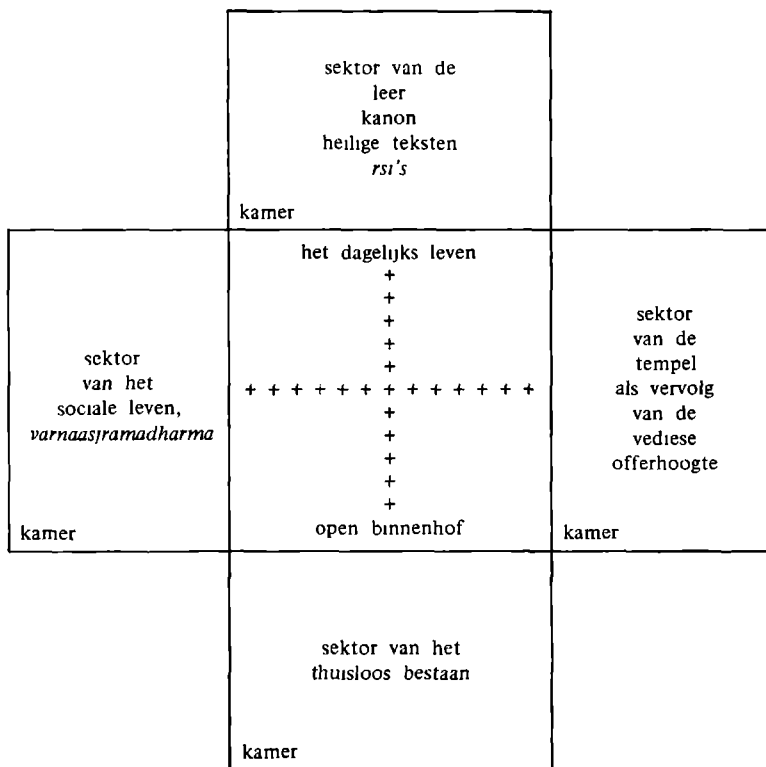 sektor van de
leer
kanon
heilige teksten
rsi's
kamer
het dagelijks leven
+
+
+
+
+
sektor
van het
sociale leven,
varnaasjramadharma
kamer
+ + + + + + + + + + + + +
+
+
+
+
+
open binnenhof
sektor
van de
tempel
als vervolg
van de
vediese
offerhoogte
kamer
sektor van het
thuisloos bestaan
kamer